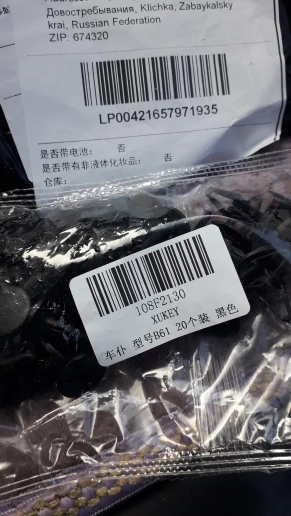 Довостребывания, Klichka, Zabaykalsky
krai, Russian Federation
ZIP: 674320
LP00421657971935
是否带电池: 否
是否带有非液体化妆品: 否
仓库:
108F2130
XUKEY
车仆 型号B61 20个装 黑色